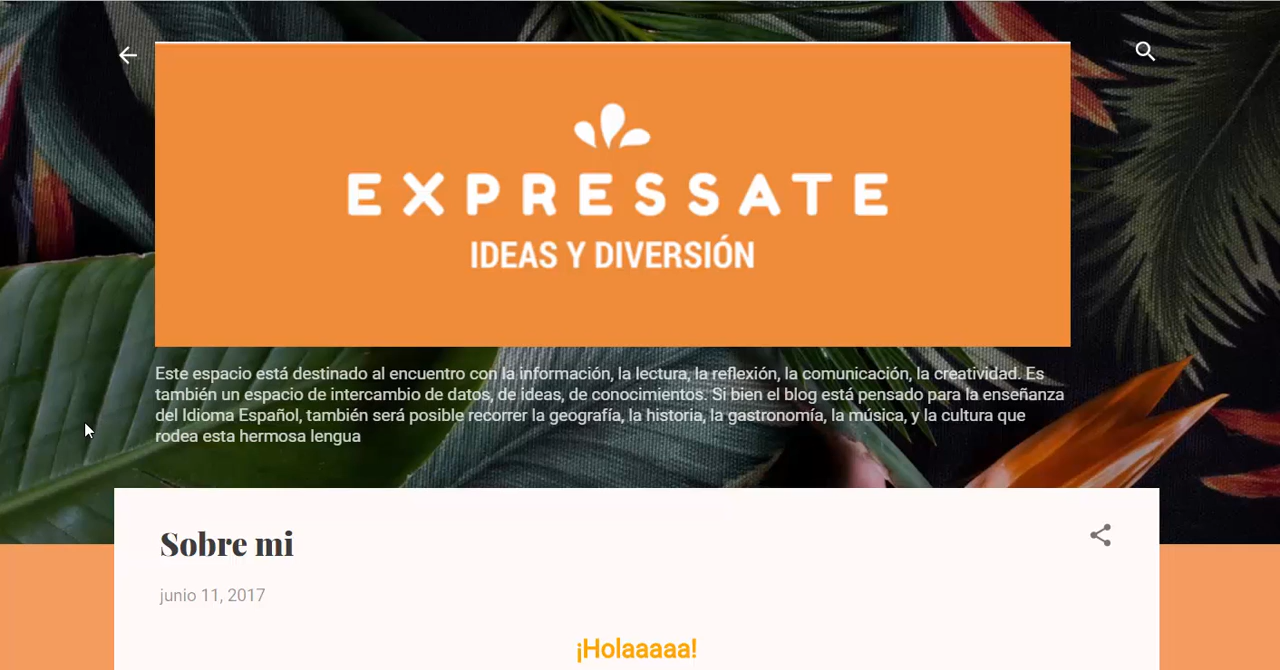 EXPRESSATE
IDEAS Y DIVERSIÓN
Este espacio está destinado al encuentro con la información, la lectura, la reflexión, la comunicación, la creatividad. Es
también un espacio de intercambio de datos, de ideas, de conocimientos. Si bien el blog está pensado para la enseñanza
del Idioma Español, también será posible recorrer la geografía, la historia, la gastronomía, la música, y la cultura que
rodea esta hermosa lengua
Sobre mi
junio 11, 2017
¡Holaaaaa!